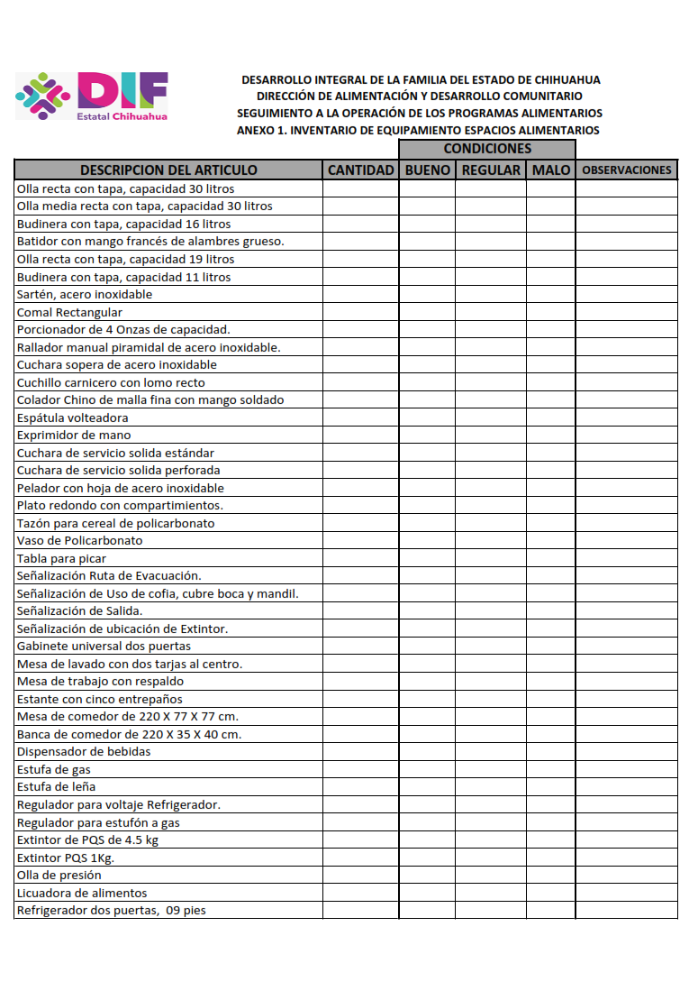 DIF
Estatal Chihuahua
DESARROLLO INTEGRAL DE LA FAMILIA DEL ESTADO DE CHIHUAHUA
DIRECCIÓN DE ALIMENTACIÓN Y DESARROLLO COMUNITARIO
SEGUIMIENTO A LA OPERACIÓN DE LOS PROGRAMAS ALIMENTARIOS
ANEXO 1. INVENTARIO DE EQUIPAMIENTO ESPACIOS ALIMENTARIOS
CONDICIONES
DESCRIPCION DEL ARTICULO CANTIDAD BUENO REGULAR MALO OBSERVACIONES
Olla recta con tapa, capacidad 30 litros
Olla media recta con tapa, capacidad 30 litros
Budinera con tapa, capacidad 16 litros
Batidor con mango francés de alambres grueso.
Olla recta con tapa, capacidad 19 litros
Budinera con tapa, capacidad 11 litros
Sartén, acero inoxidable
Comal Rectangular
Porcionador de 4 Onzas de capacidad.
Rallador manual piramidal de acero inoxidable.
Cuchara sopera de acero inoxidable
Cuchillo carnicero con lomo recto
Colador Chino de malla fina con mango soldado
Espátula volteadora
Exprimidor de mano
Cuchara de servicio solida estándar
Cuchara de servicio solida perforada
Pelador con hoja de acero inoxidable
Plato redondo con compartimientos.
Tazón para cereal de policarbonato
Vaso de Policarbonato
Tabla para picar
Señalización Ruta de Evacuación.
Señalización de Uso de cofia, cubre boca y mandil.
Señalización de Salida.
Señalización de ubicación de Extintor.
Gabinete universal dos puertas
Mesa de lavado con dos tarjas al centro.
Mesa de trabajo con respaldo
Estante con cinco entrepaños
Mesa de comedor de 220 X 77 X 77 cm.
Banca de comedor de 220 X 35 X 40 cm.
Dispensador de bebidas
Estufa de gas
Estufa de leña
Regulador para voltaje Refrigerador.
Regulador para estufón a gas
Extintor de PQS de 4.5 kg
Extintor PQS 1Kg.
Olla de presión
Licuadora de alimentos
Refrigerador dos puertas, 09 pies